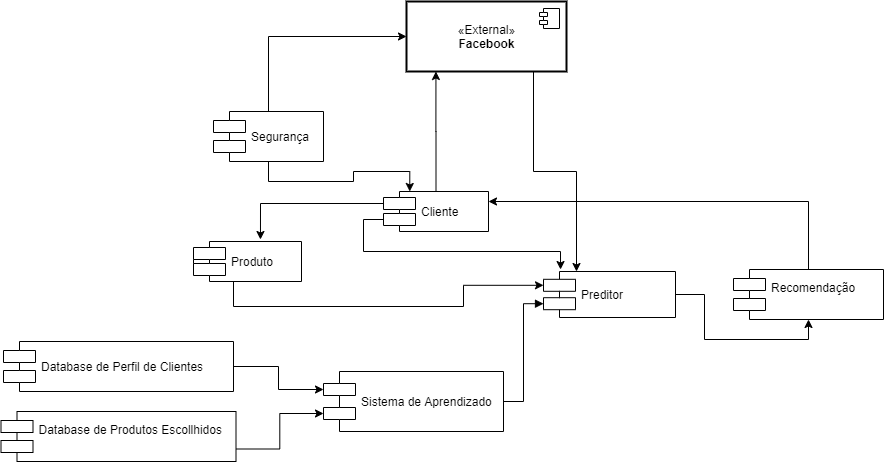 «External»
Facebook
Segurança
Cliente
Produto
Preditor
Recomendação
Database de Perfil de Clientes
Sistema de Aprendizado
Database de Produtos Escollhidos